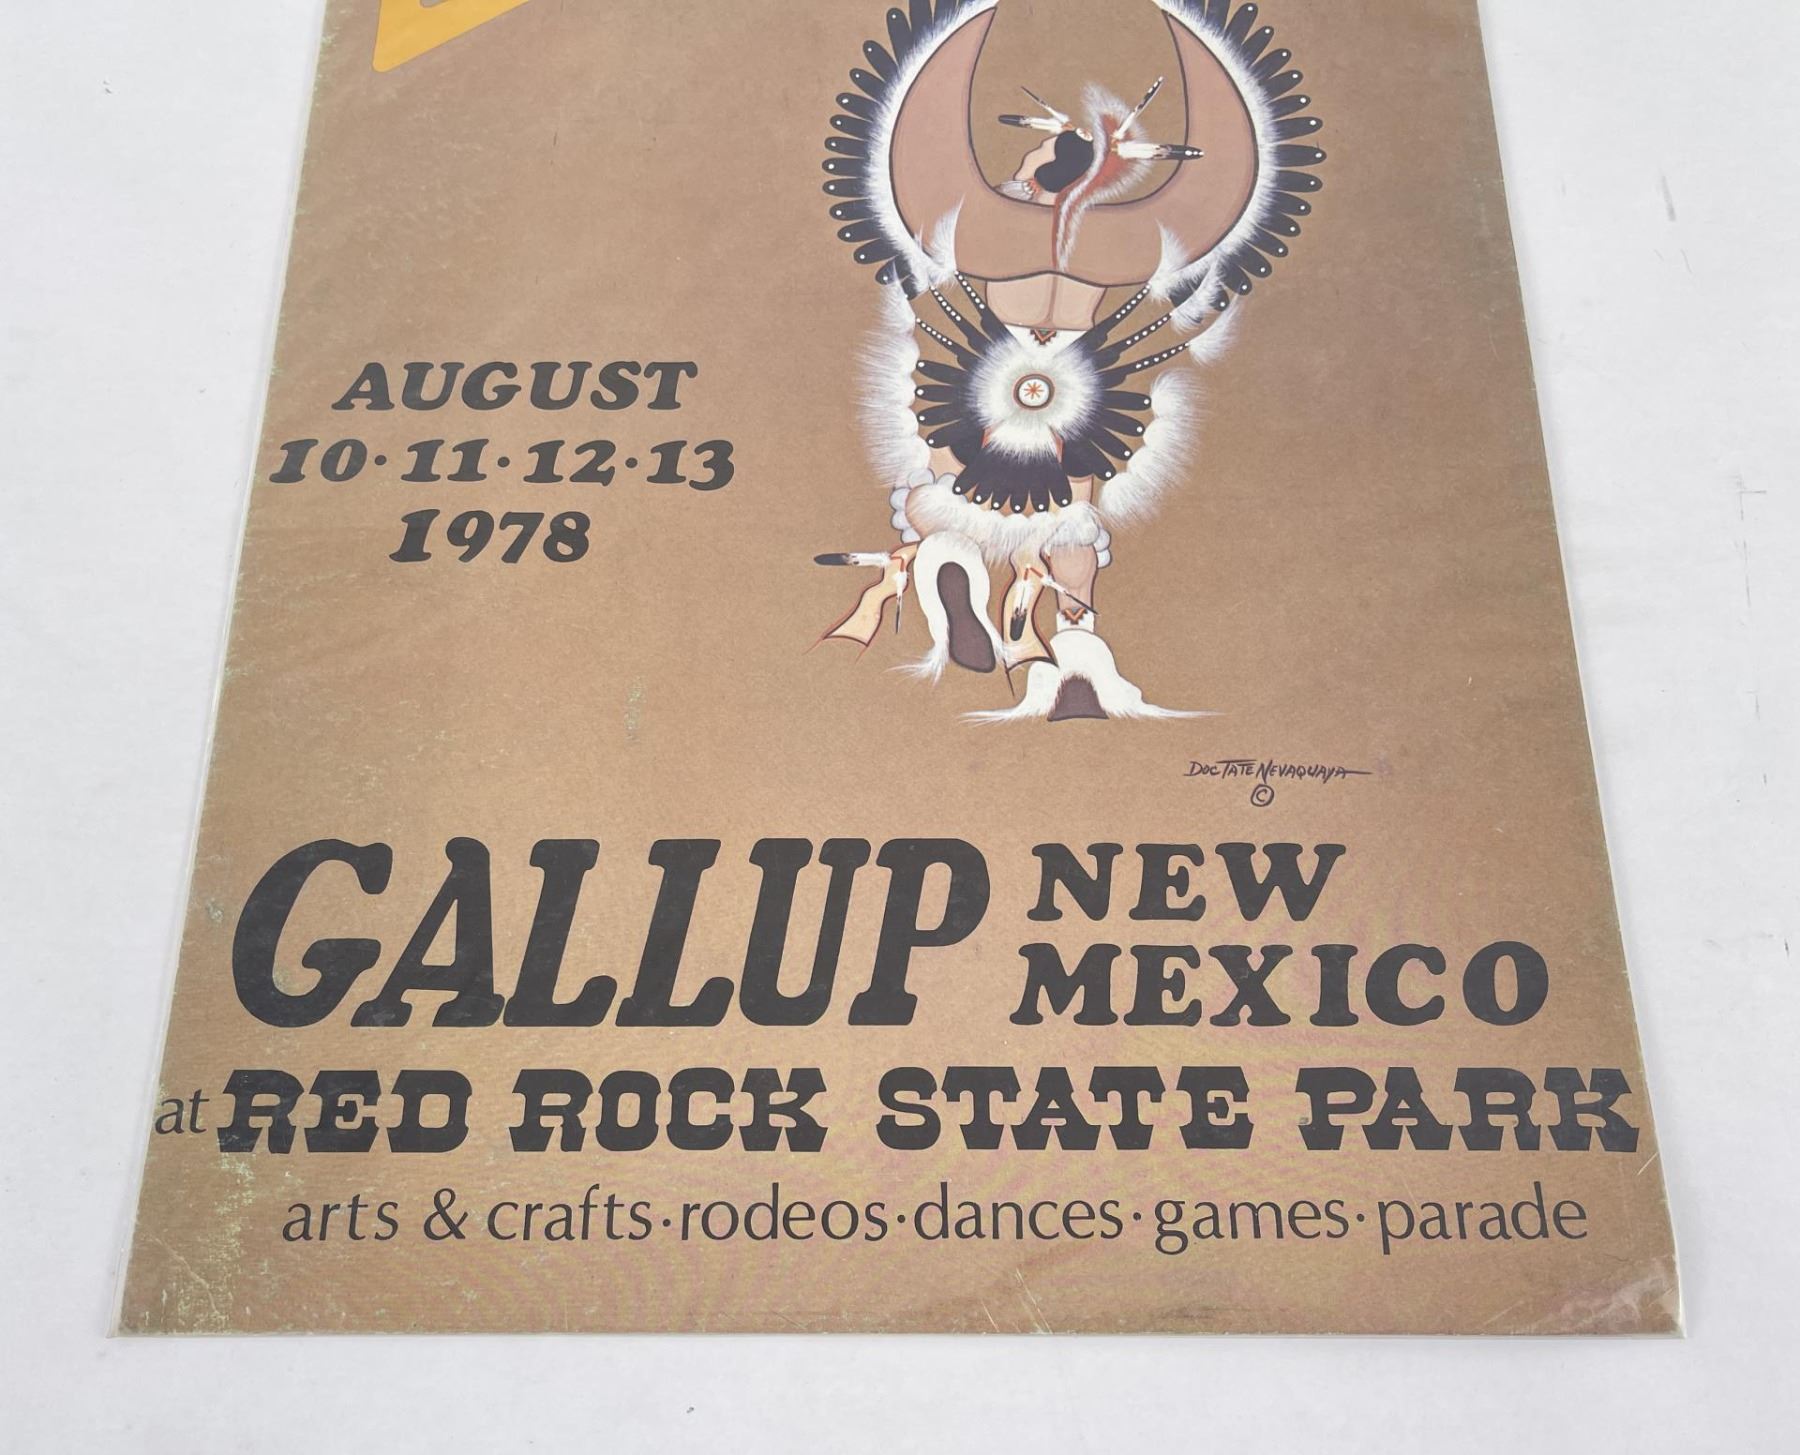 AUGUST
10·11·12·13
1978
DOC TATE NEVAQUAYA
©
GALLUP NEW MEXICO
at RED ROCK STATE PARK
arts & crafts·rodeos·dances·games·parade